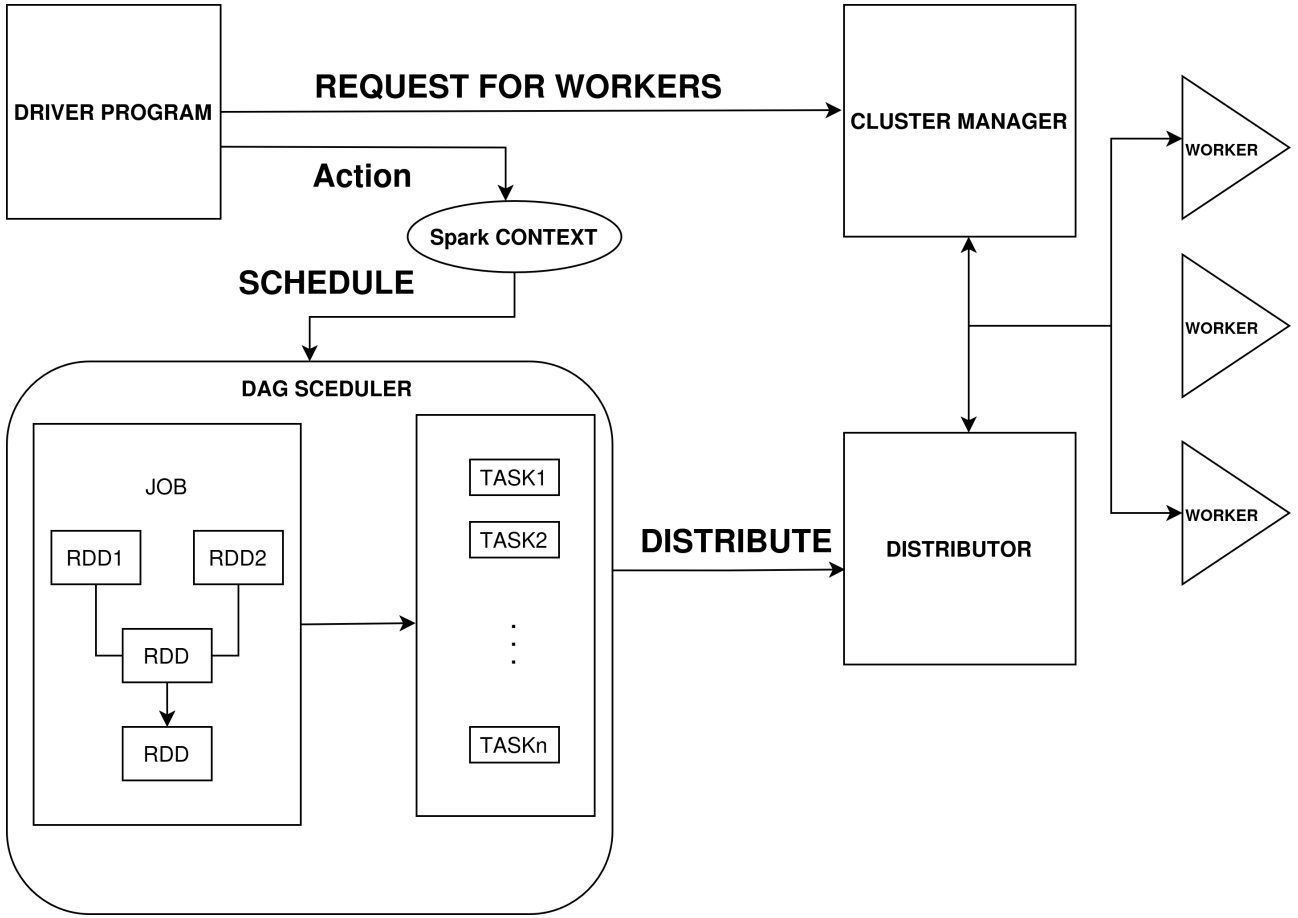 REQUEST FOR WORKERS
DRIVER PROGRAM
CLUSTER MANAGER
WORKER
Action
Spark CONTEXT
SCHEDULE
WORKER
DAG SCEDULER
JOB
TASK1
RDD1
RDD2
TASK2
DISTRIBUTE
DISTRIBUTOR
WORKER
RDD
.
.
.
RDD
TASKn